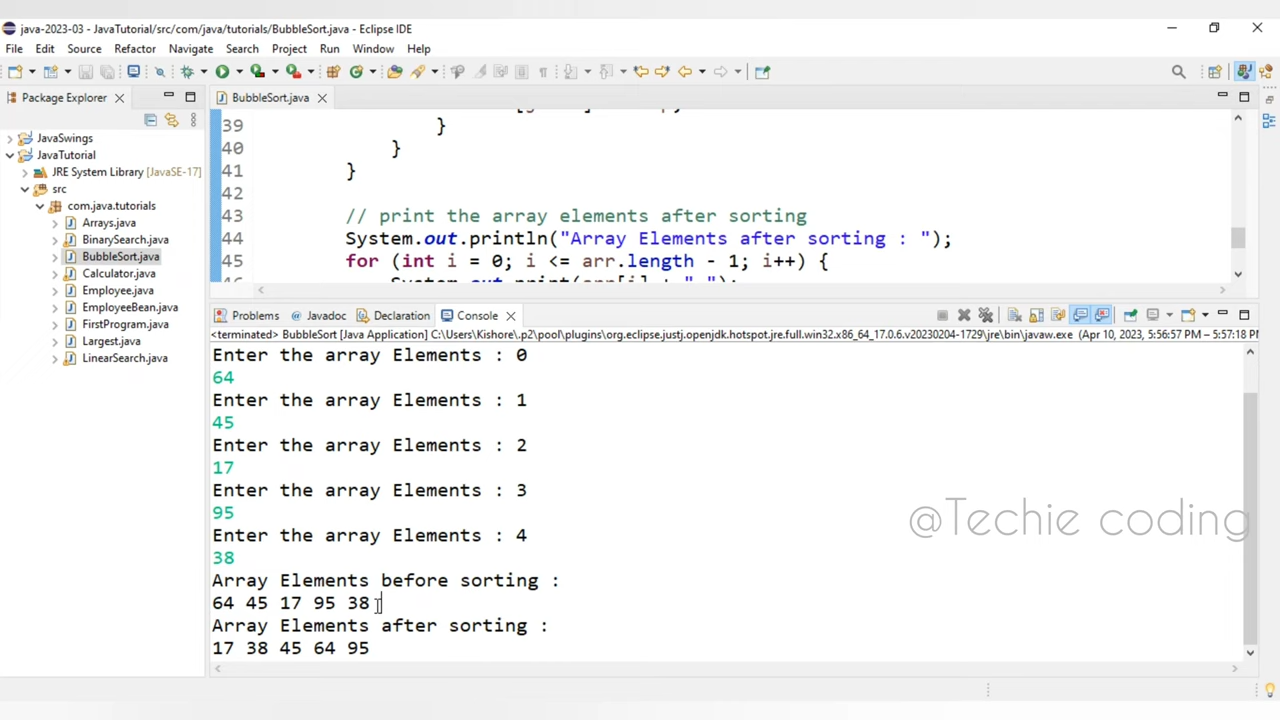 java-2023-03 - JavaTutorial/src/com/java/tutorials/BubbleSort.java - Eclipse IDE
File Edit Source Refactor Navigate Search Project Run Window Help
Package Explorer
BubbleSort.java
JavaSwings
JavaTutorial
JRE System Library [JavaSE-17]
src
com.java.tutorials
Arrays.java
BinarySearch.java
BubbleSort.java
Calculator.java
Employee.java
EmployeeBean.java
FirstProgram.java
Largest.java
LinearSearch.java
39 }
40 }
41 }
42
43 // print the array elements after sorting
44 System.out.println("Array Elements after sorting : ");
45 for (int i = 0; i <= arr.length - 1; i++) {
System.out.print(arr[i] + " ");
Problems Javadoc Declaration Console
<terminated> BubbleSort [Java Application] C:\Users\Kishore\.p2\pool\plugins\org.eclipse.justj.openjdk.hotspot.jre.full.win32.x86_64_17.0.6.v20230204-1729\jre\bin\javaw.exe (Apr 10, 2023, 5:56:57 PM – 5:57:18 PM
Enter the array Elements : 0
64
Enter the array Elements : 1
45
Enter the array Elements : 2
17
Enter the array Elements : 3
95
Enter the array Elements : 4
38
Array Elements before sorting :
64 45 17 95 38
Array Elements after sorting :
17 38 45 64 95
@Techie coding